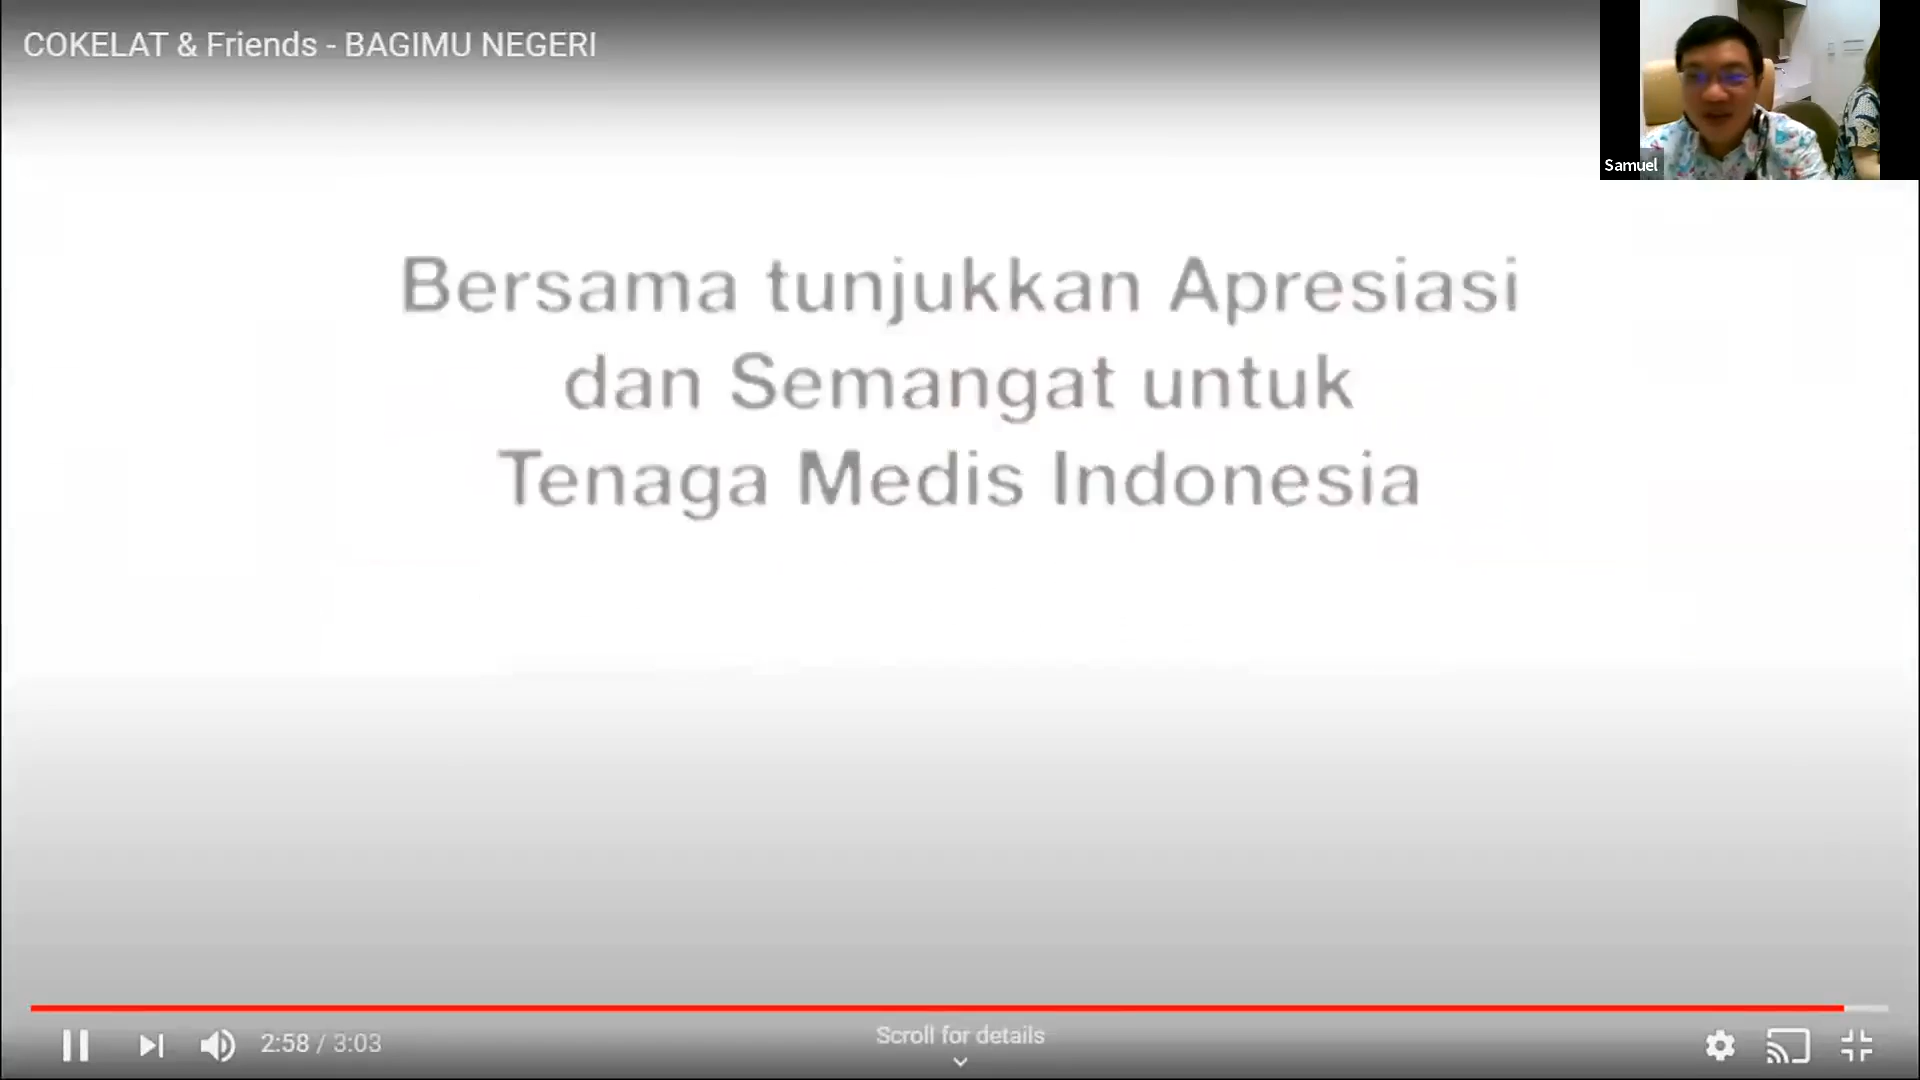 COKELAT & Friends - BAGIMU NEGERI
Samuel
Bersama tunjukkan Apresiasi
dan Semangat untuk
Tenaga Medis Indonesia
2:58 / 3:03
Scroll for details